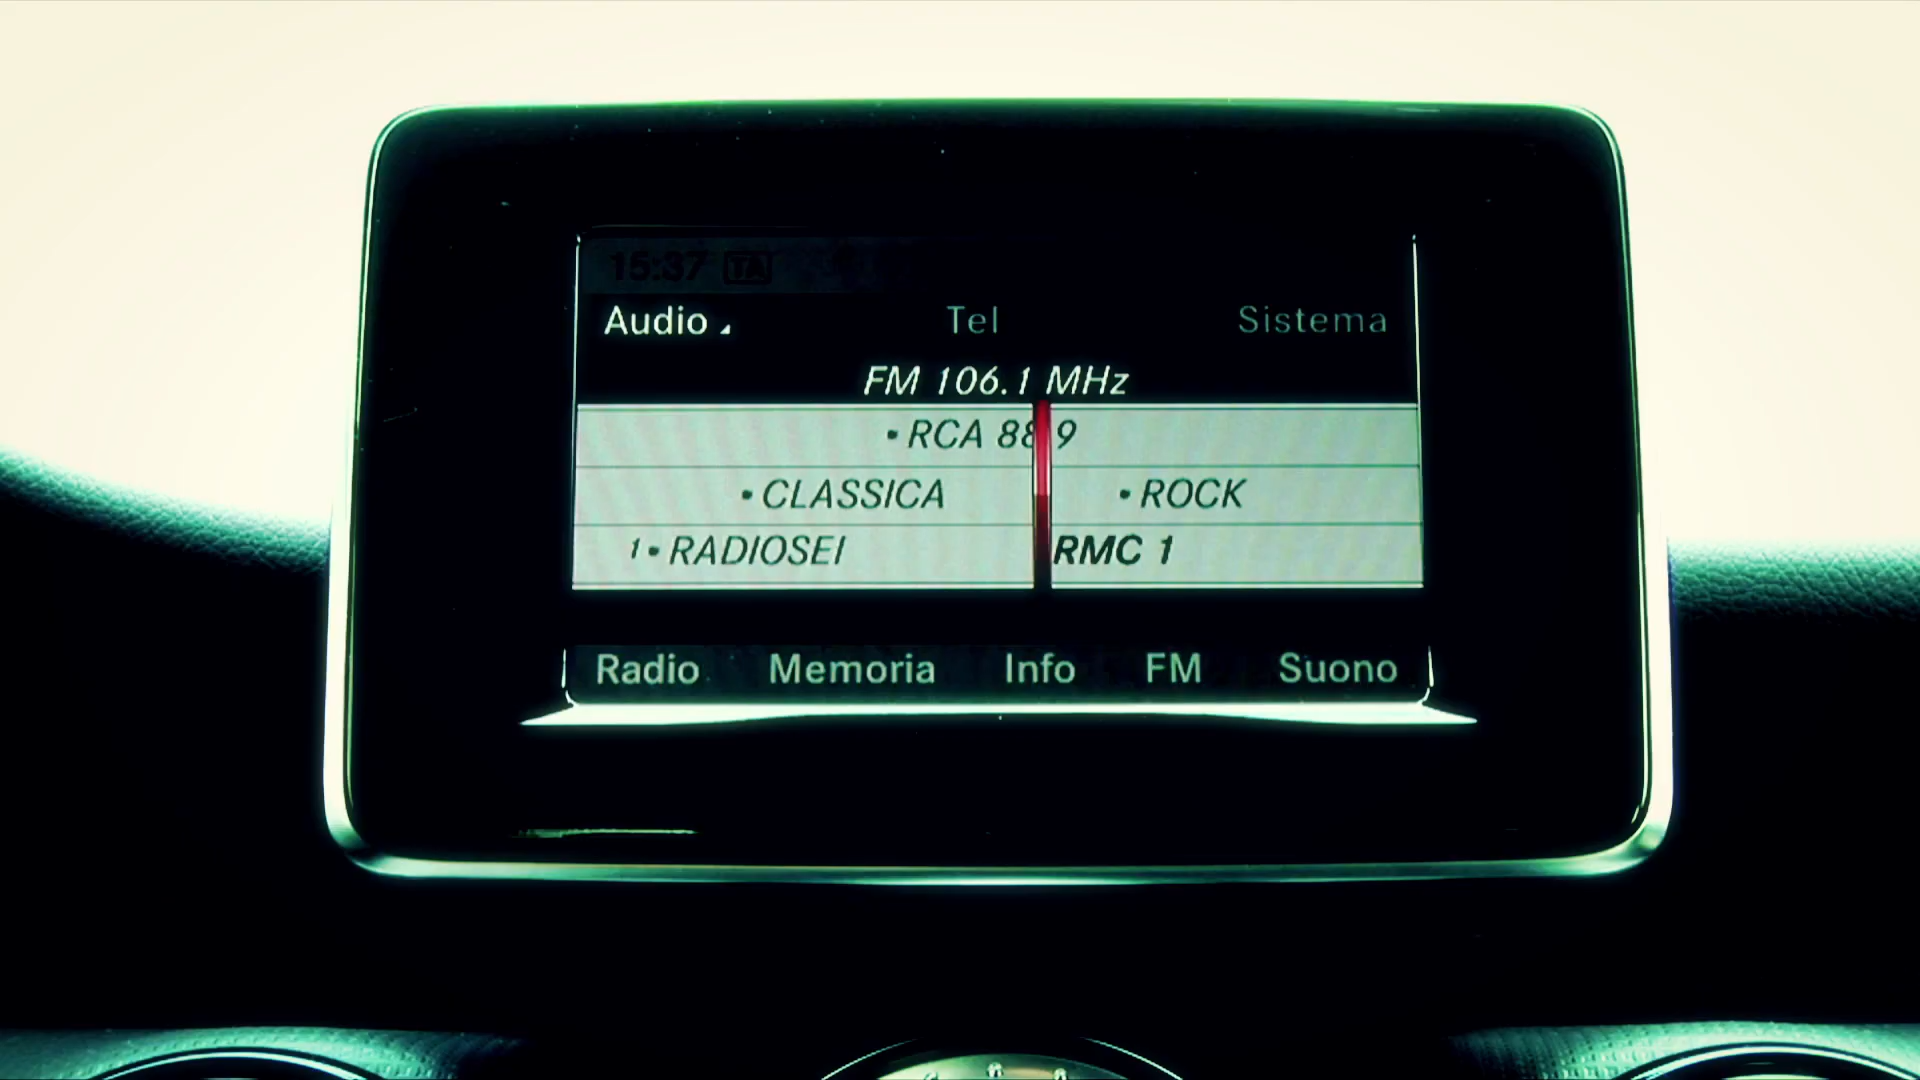 15:37 TA
Audio Tel Sistema
FM 106.1 MHz
•RCA 88.9
•CLASSICA •ROCK
1•RADIOSEI RMC 1
Radio Memoria Info FM Suono